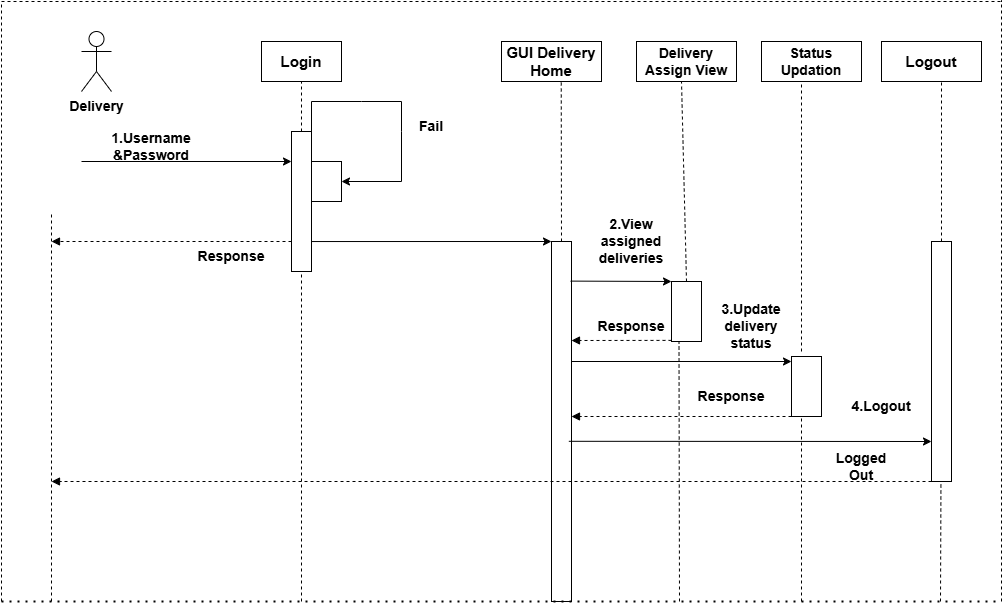 Delivery
Login
GUI Delivery
Home
Delivery
Assign View
Status
Updation
Logout
Fail
1.Username
&Password
Response
2.View
assigned
deliveries
Response
3.Update
delivery
status
Response
4.Logout
Logged
Out